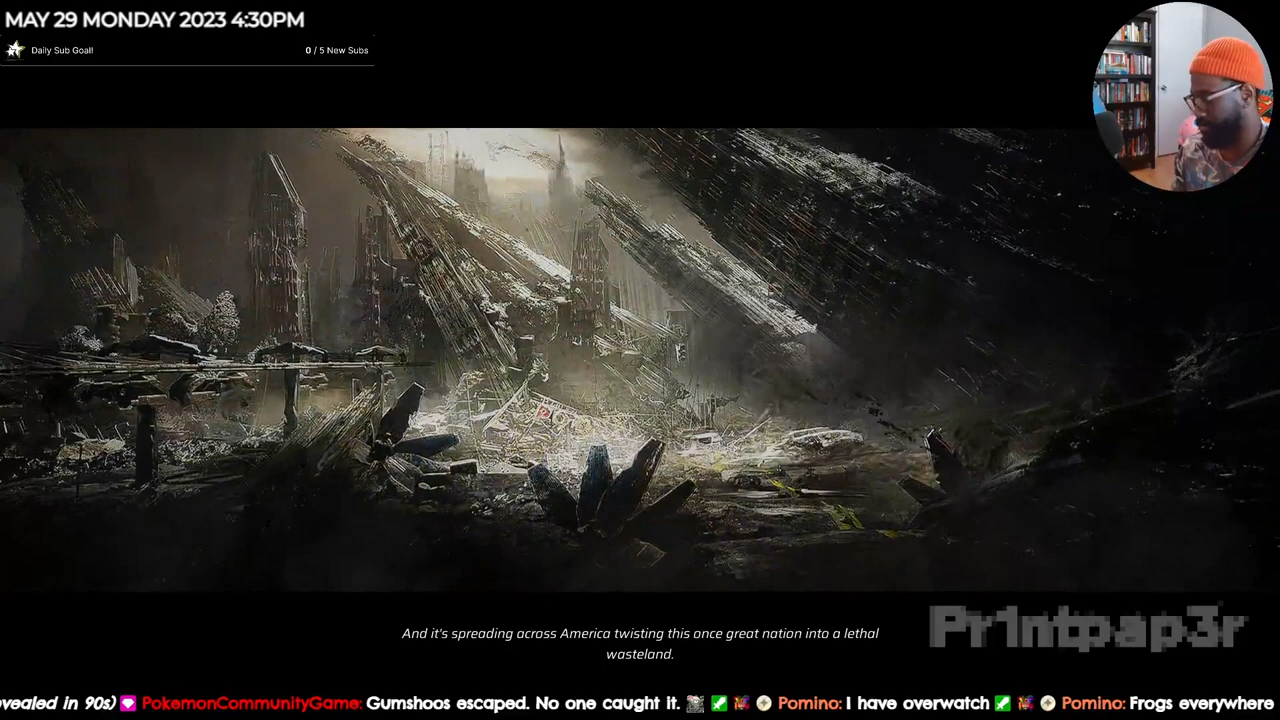 MAY 29 MONDAY 2023 4:30PM
Daily Sub Goal!
0 / 5 New Subs
And it's spreading across America twisting this once great nation into a lethal
wasteland.
Pr1ntpap3r
evealed in 90s) PokemonCommunityGame: Gumshoos escaped. No one caught it. Pomino: I have overwatch Pomino: Frogs everywhere